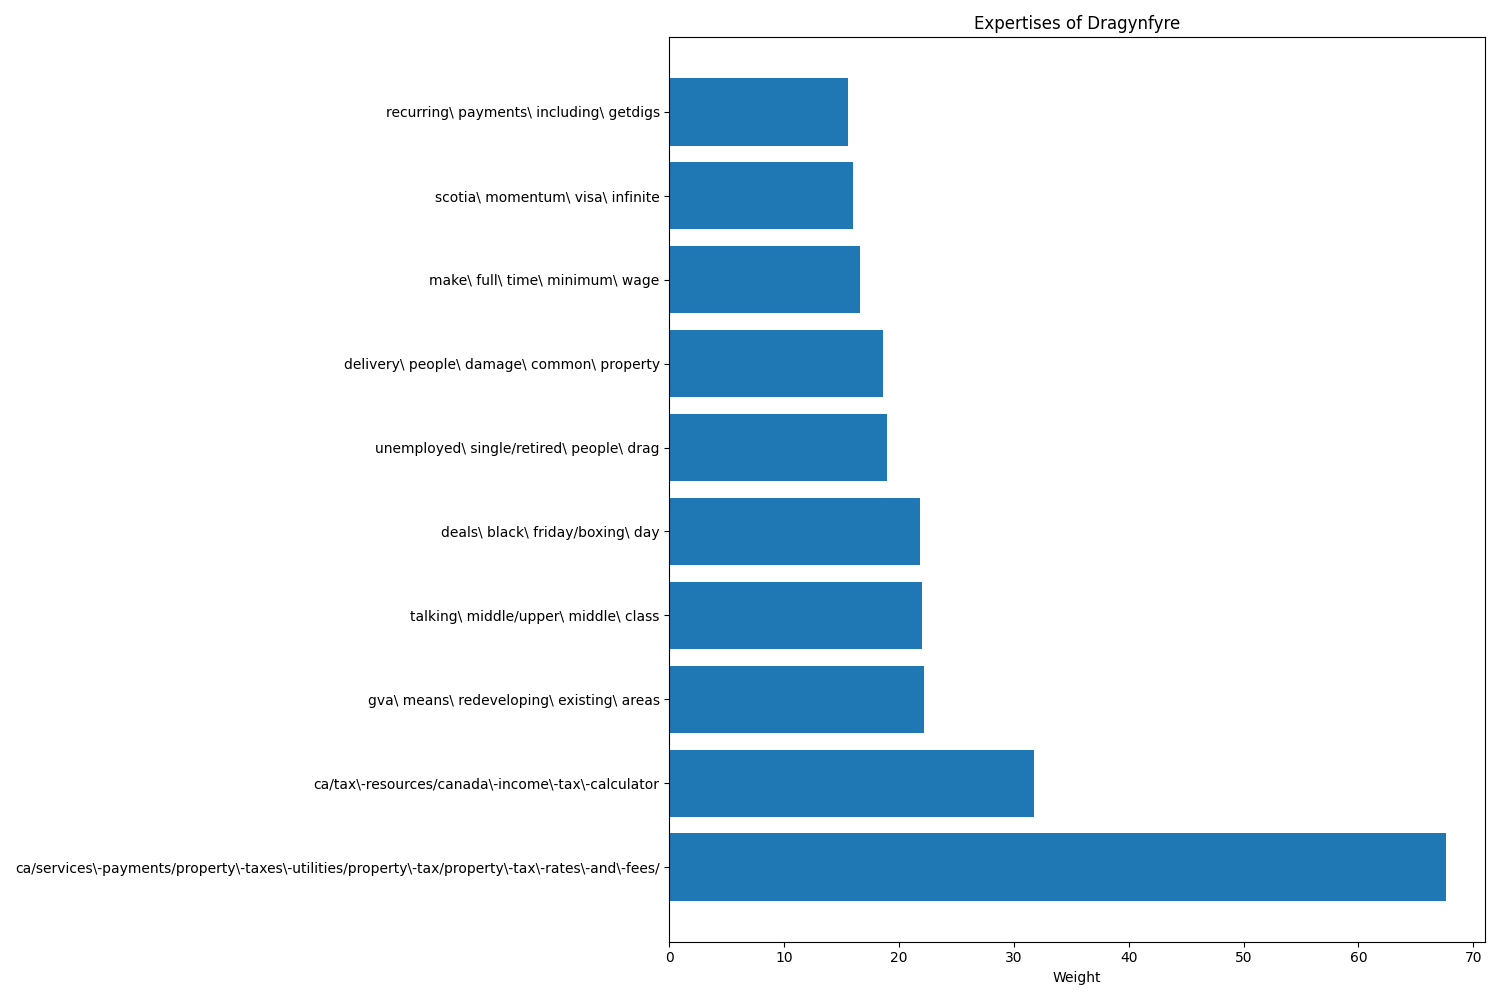 Expertises of Dragynfyre
recurring\ payments\ including\ getdigs
scotia\ momentum\ visa\ infinite
make\ full\ time\ minimum\ wage
delivery\ people\ damage\ common\ property
unemployed\ single/retired\ people\ drag
deals\ black\ friday/boxing\ day
talking\ middle/upper\ middle\ class
gva\ means\ redeveloping\ existing\ areas
ca/tax\-resources/canada\-income\-tax\-calculator
ca/services\-payments/property\-taxes\-utilities/property\-tax/property\-tax\-rates\-and\-fees/
0 10 20 30 40 50 60 70
Weight